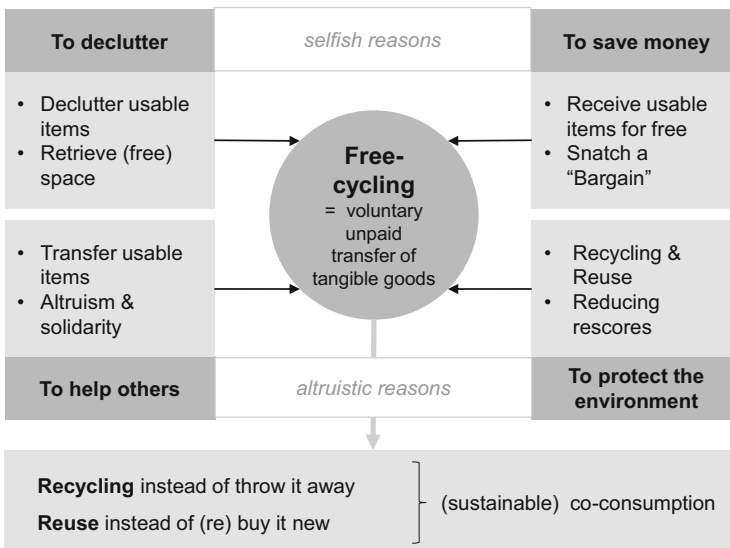 To declutter
selfish reasons
To save money
• Declutter usable
items
• Retrieve (free)
space
Free-
cycling
= voluntary
unpaid
transfer of
tangible goods
• Receive usable
items for free
• Snatch a
“Bargain”
• Transfer usable
items
• Altruism &
solidarity
• Recycling &
Reuse
• Reducing
rescores
To help others
altruistic reasons
To protect the
environment
Recycling instead of throw it away
Reuse instead of (re) buy it new
(sustainable) co-consumption